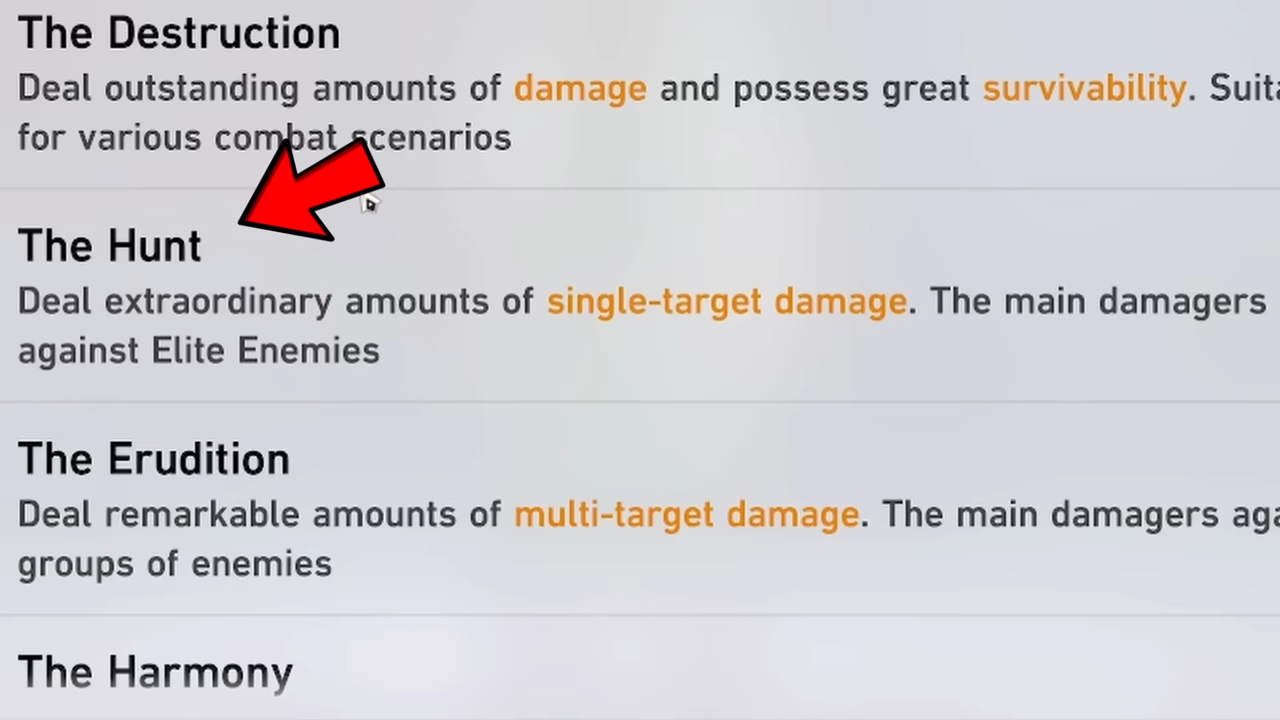 The Destruction
Deal outstanding amounts of damage and possess great survivability. Suita
for various combat scenarios
The Hunt
Deal extraordinary amounts of single-target damage. The main damagers
against Elite Enemies
The Erudition
Deal remarkable amounts of multi-target damage. The main damagers aga
groups of enemies
The Harmony